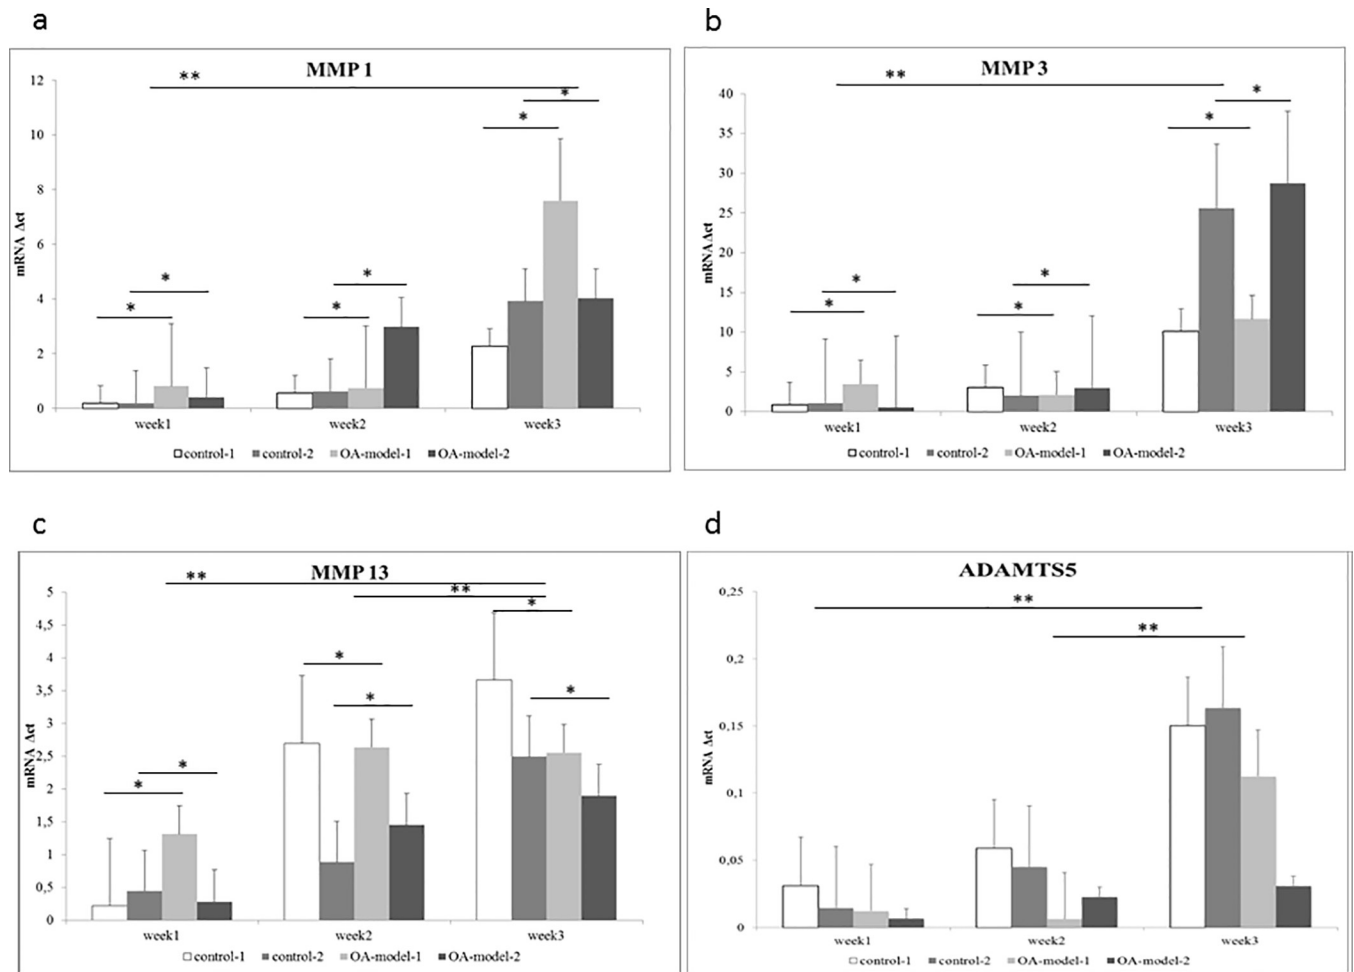 a
MMP 1
12
10
8
6
4
2
0
mRNA Δct
** * * * * * *
week1 week2 week3
control-1 control-2 OA-model-1 OA-model-2
b
MMP 3
40
35
30
25
20
15
10
5
0
mRNA Δct
** * * * * * *
week1 week2 week3
control-1 control-2 OA-model-1 OA-model-2
c
MMP 13
5
4,5
4
3,5
3
2,5
2
1,5
1
0,5
0
mRNA Δct
** ** * * * * * *
week1 week2 week3
control-1 control-2 OA-model-1 OA-model-2
d
ADAMTS5
0,25
0,2
0,15
0,1
0,05
0
mRNA Δct
** **
week1 week2 week3
control-1 control-2 OA-model-1 OA-model-2